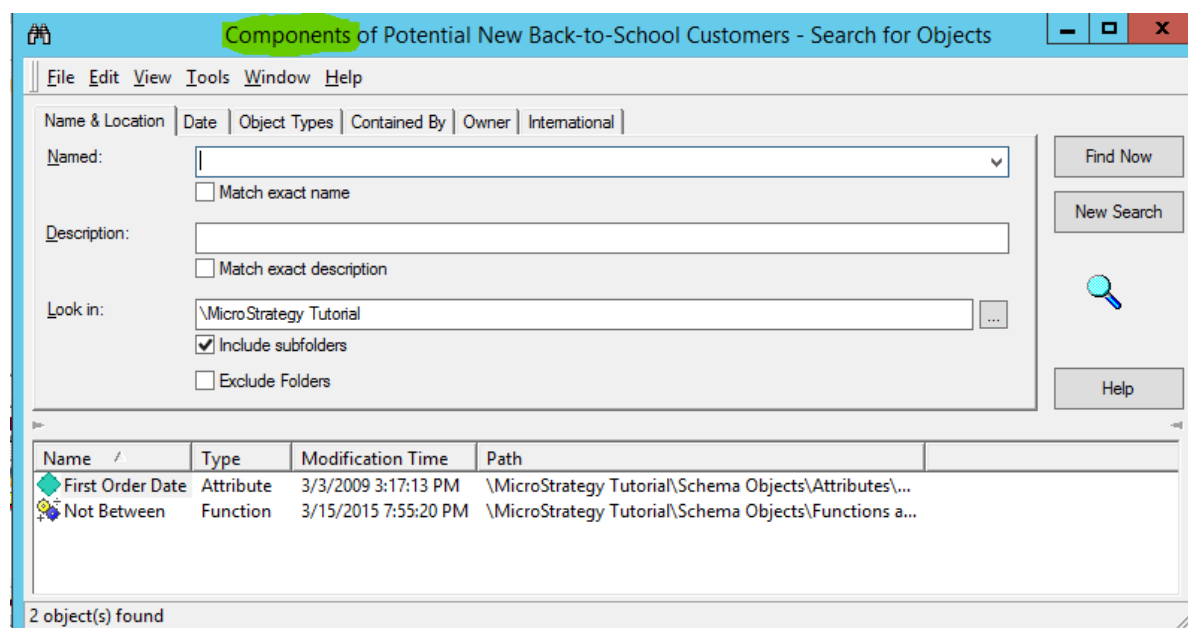 Components of Potential New Back-to-School Customers - Search for Objects
File Edit View Tools Window Help
Name & Location Date Object Types Contained By Owner International
Named:
Match exact name
Find Now
New Search
Description:
Match exact description
Look in:
\MicroStrategy Tutorial
...
Include subfolders
Exclude Folders
Help
Name Type Modification Time Path
First Order Date Attribute 3/3/2009 3:17:13 PM \MicroStrategy Tutorial\Schema Objects\Attributes\...
Not Between Function 3/15/2015 7:55:20 PM \MicroStrategy Tutorial\Schema Objects\Functions a...
2 object(s) found